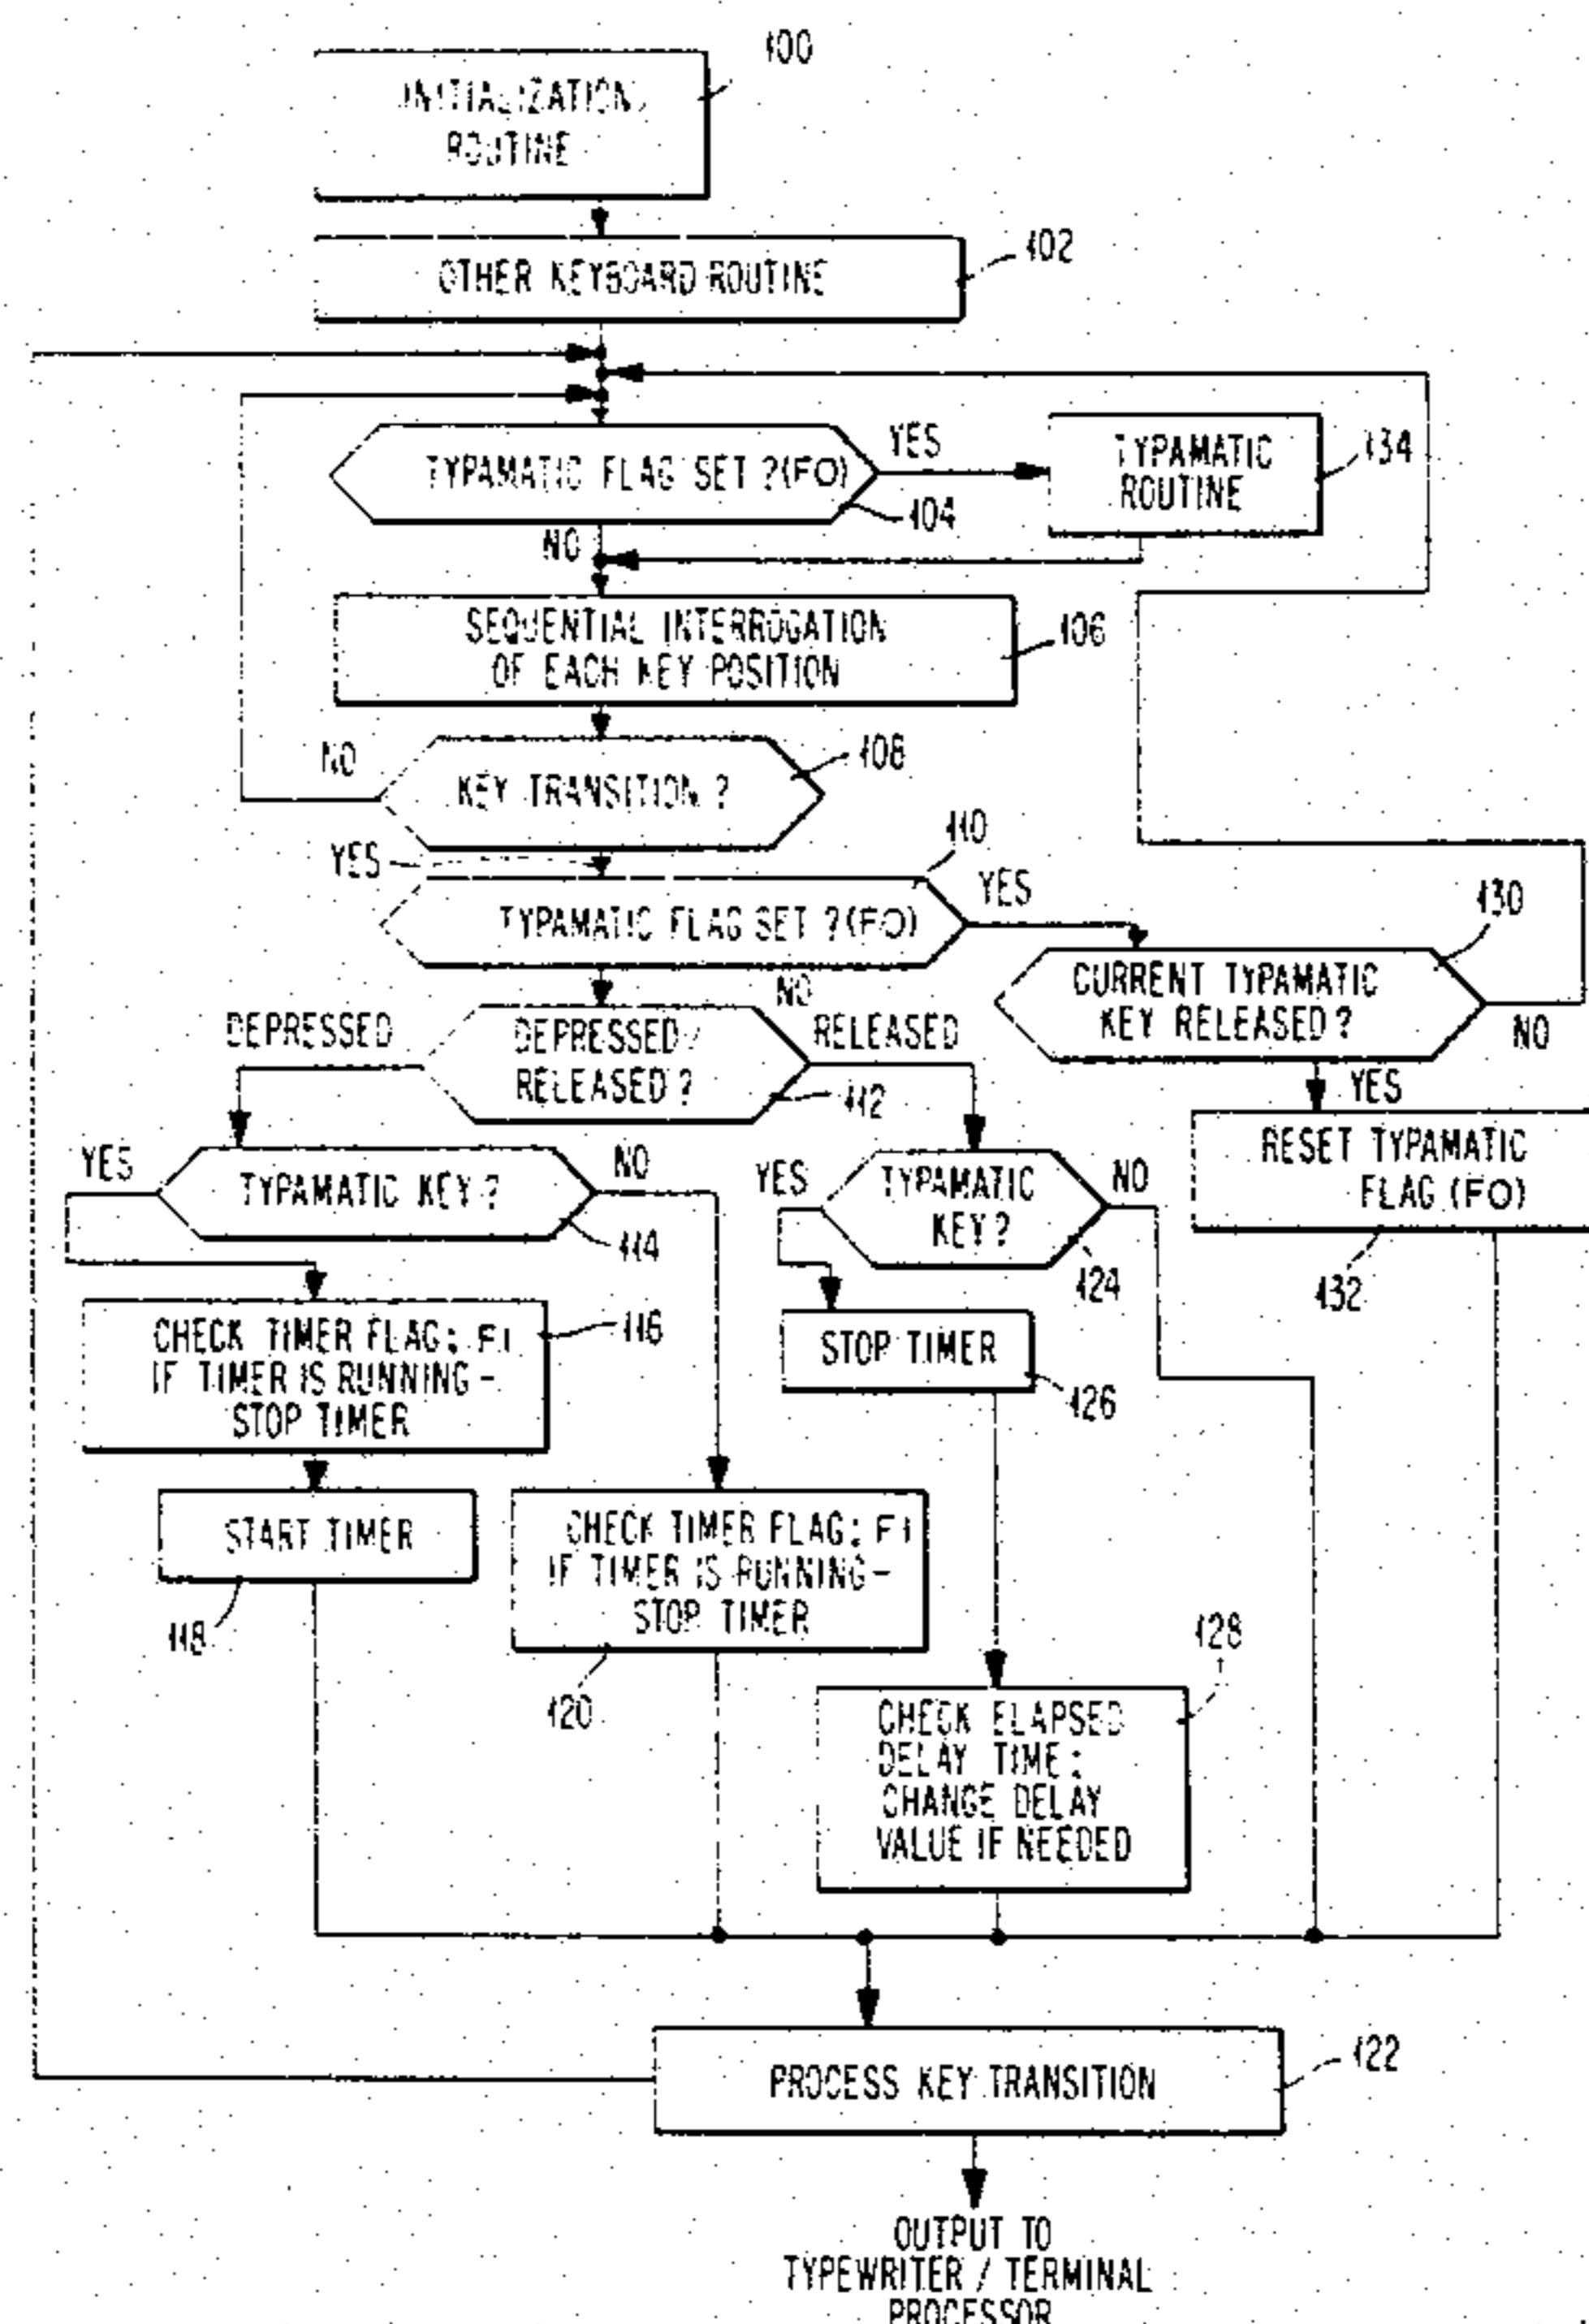 100
INITIALIZATION
ROUTINE
102
OTHER KEYBOARD ROUTINE
TYPAMATIC FLAG SET ?(FO)
YES
104
TYPAMATIC
ROUTINE
134
NO
SEQUENTIAL INTERROGATION
OF EACH KEY POSITION
106
NO
KEY TRANSITION ?
108
YES
110
TYPAMATIC FLAG SET ?(FO)
YES
130
CURRENT TYPAMATIC
KEY RELEASED ?
NO
NO
DEPRESSED
DEPRESSED/
RELEASED ?
RELEASED
112
YES
RESET TYPAMATIC
FLAG (FO)
132
YES
TYPAMATIC KEY ?
NO
114
YES
TYPAMATIC
KEY?
NO
124
CHECK TIMER FLAG; F1
IF TIMER IS RUNNING -
STOP TIMER
116
STOP TIMER
126
START TIMER
118
CHECK TIMER FLAG; F1
IF TIMER IS RUNNING -
STOP TIMER
120
128
CHECK ELAPSED
DELAY TIME;
CHANGE DELAY
VALUE IF NEEDED
PROCESS KEY TRANSITION
122
OUTPUT TO
TYPEWRITER / TERMINAL
PROCESSOR